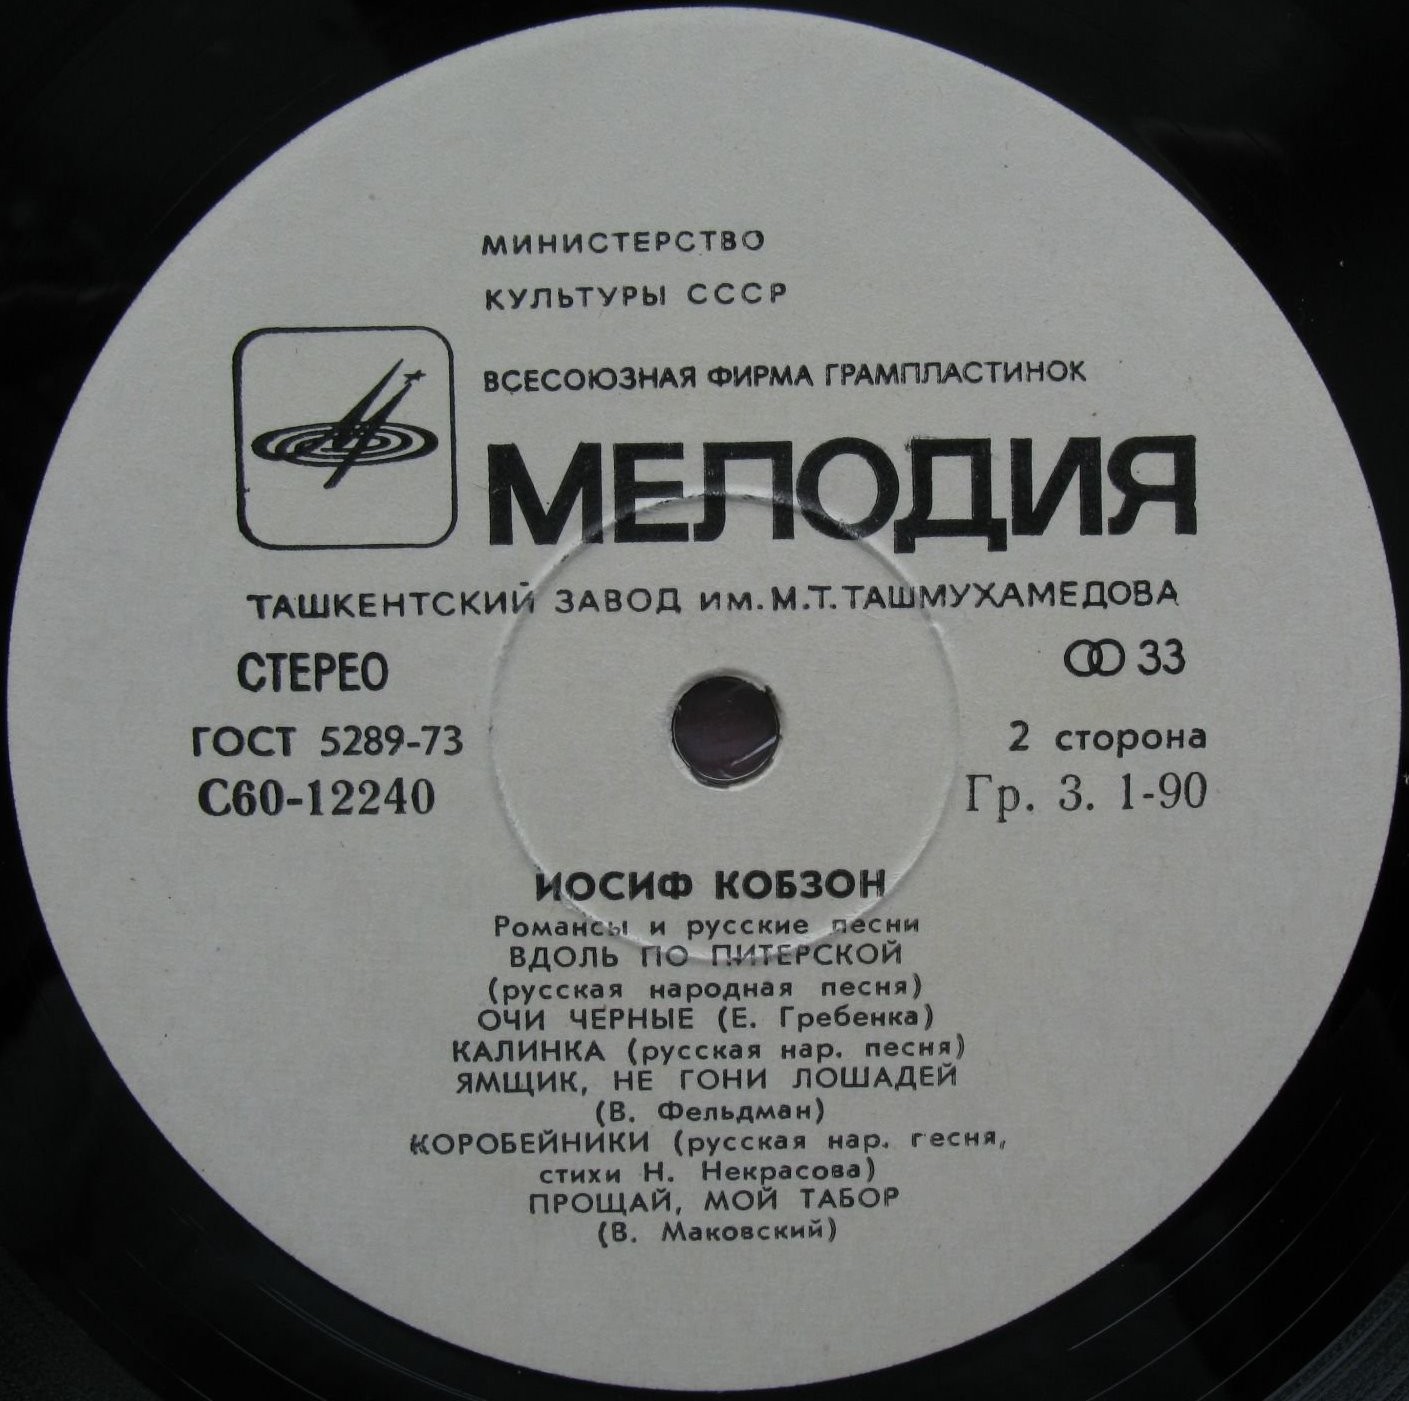 МИНИСТЕРСТВО
КУЛЬТУРЫ СССР
ВСЕСОЮЗНАЯ ФИРМА ГРАМПЛАСТИНОК
МЕЛОДИЯ
ТАШКЕНТСКИЙ ЗАВОД ИМ. М.Т. ТАШМУХАМЕДОВА
СТЕРЕО
33
ГОСТ 5289-73
2 сторона
С60-12240
Гр. 3. 1-90
ИОСИФ КОБЗОН
Романсы и русские песни
ВДОЛЬ ПО ПИТЕРСКОЙ
(русская народная песня)
ОЧИ ЧЕРНЫЕ (Е. Гребенка)
КАЛИНКА (русская нар. песня)
ЯМЩИК, НЕ ГОНИ ЛОШАДЕЙ
(В. Фельдман)
КОРОБЕЙНИКИ (русская нар. песня,
стихи Н. Некрасова)
ПРОЩАЙ, МОЙ ТАБОР
(В. Маковский)